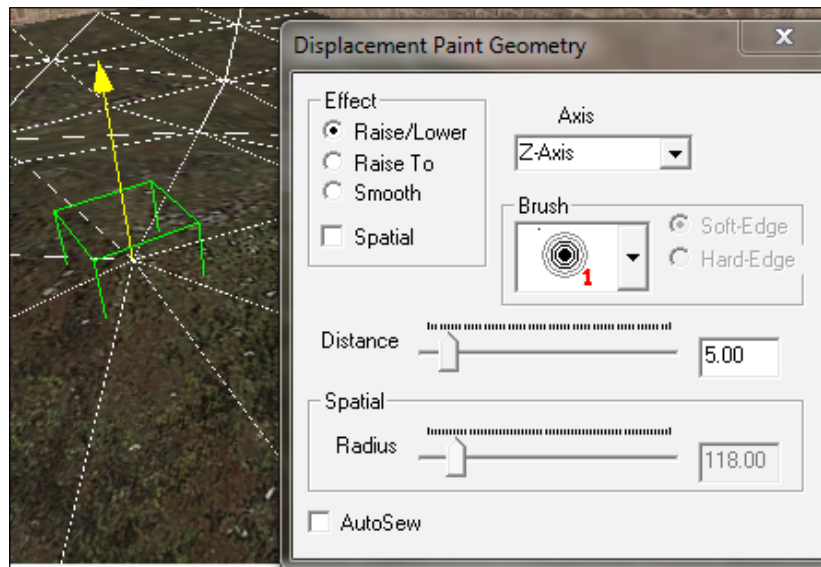 Displacement Paint Geometry
x
Effect
Raise/Lower
Raise To
Smooth
Spatial
Axis
Z-Axis
Brush
1
Soft-Edge
Hard-Edge
Distance
5.00
Spatial
Radius
118.00
AutoSew